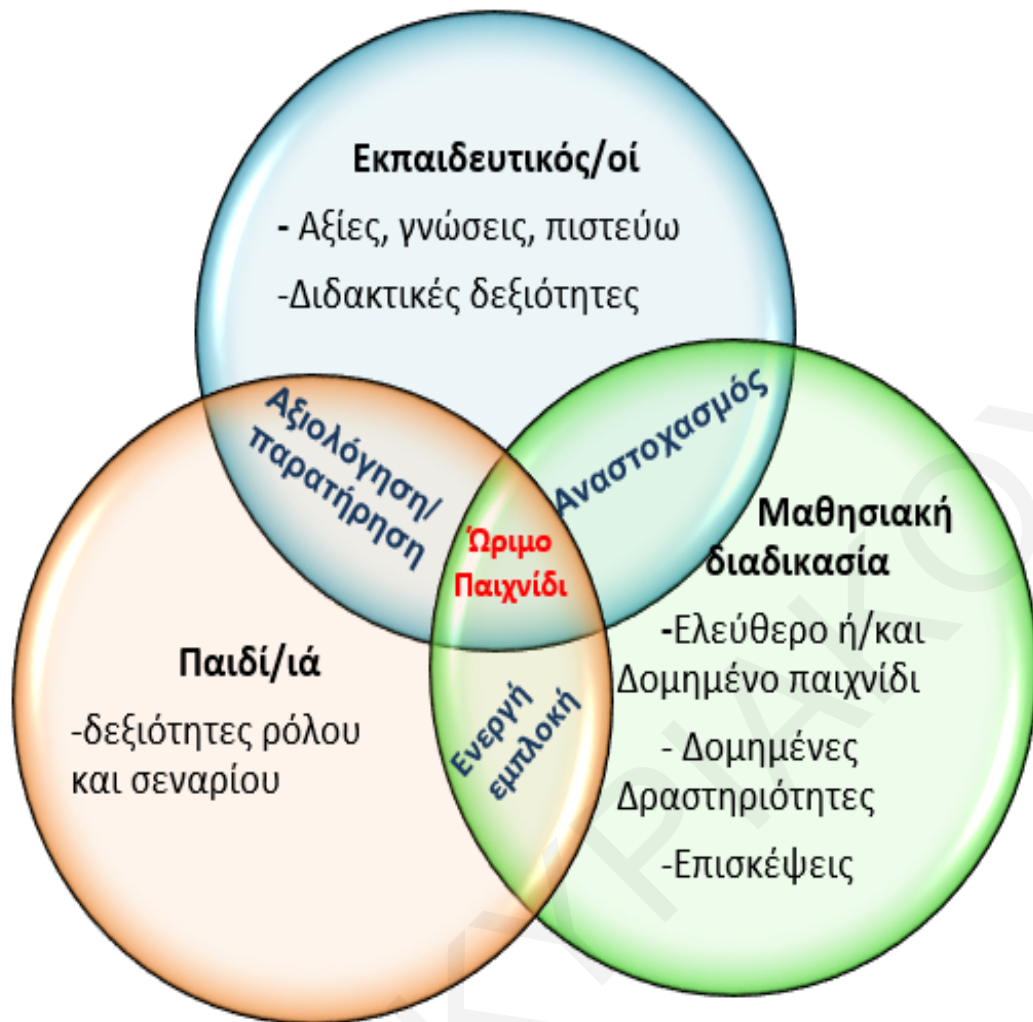 Εκπαιδευτικός/οί
- Αξίες, γνώσεις, πιστεύω
-Διδακτικές δεξιότητες
Αξιολόγηση/
παρατήρηση
Αναστοχασμός
Ώριμο
Παιχνίδι
Μαθησιακή
διαδικασία
-Ελεύθερο ή/και
Δομημένο παιχνίδι
- Δομημένες
Δραστηριότητες
-Επισκέψεις
Παιδί/ιά
-δεξιότητες ρόλου
και σεναρίου
Ενεργή
εμπλοκή
ΚΥΡΙΑΚΟΥ